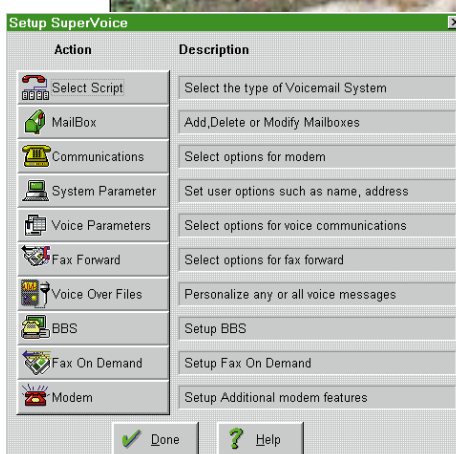 Setup SuperVoice
Action Description
Select Script Select the type of Voicemail System
MailBox Add,Delete or Modify Mailboxes
Communications Select options for modem
System Parameter Set user options such as name, address
Voice Parameters Select options for voice communications
Fax Forward Select options for fax forward
Voice Over Files Personalize any or all voice messages
BBS Setup BBS
Fax On Demand Setup Fax On Demand
Modem Setup Additional modem features
Done Help